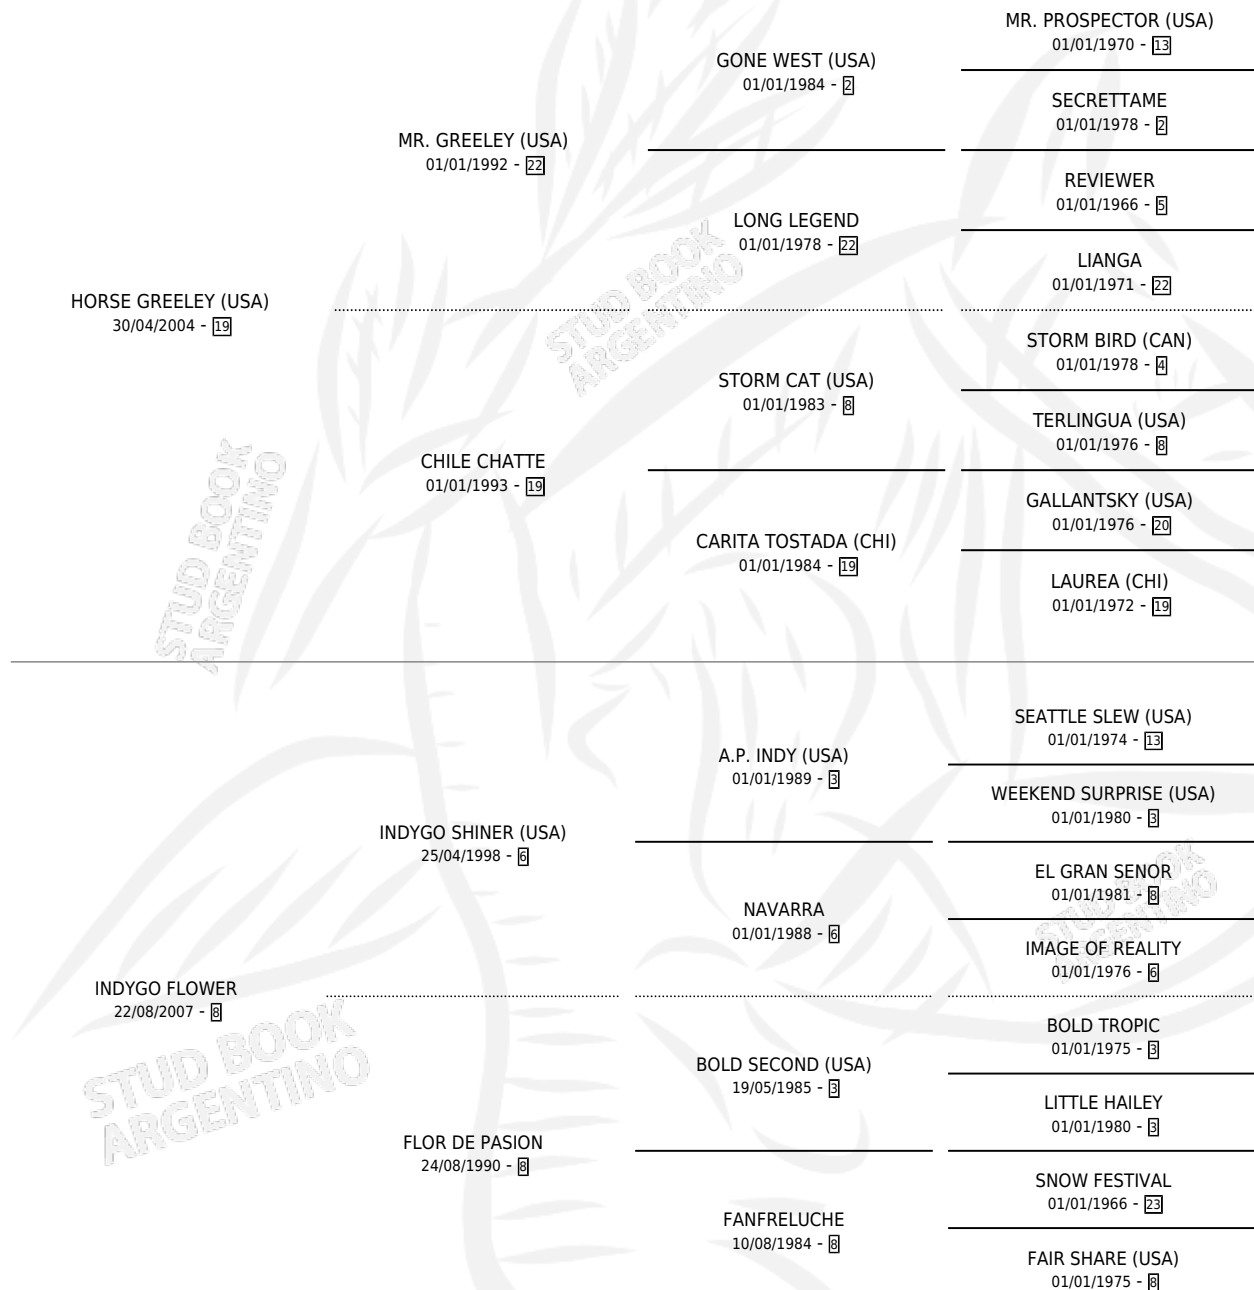 MR. PROSPECTOR (USA)
01/01/1970 - 13
GONE WEST (USA)
01/01/1984 - 2
SECRETTAME
01/01/1978 - 2
MR. GREELEY (USA)
01/01/1992 - 22
REVIEWER
01/01/1966 - 5
LONG LEGEND
01/01/1978 - 22
LIANGA
01/01/1971 - 22
HORSE GREELEY (USA)
30/04/2004 - 19
STORM BIRD (CAN)
01/01/1978 - 4
STORM CAT (USA)
01/01/1983 - 8
TERLINGUA (USA)
01/01/1976 - 8
CHILE CHATTE
01/01/1993 - 19
GALLANTSKY (USA)
01/01/1976 - 20
CARITA TOSTADA (CHI)
01/01/1984 - 19
LAUREA (CHI)
01/01/1972 - 19
SEATTLE SLEW (USA)
01/01/1974 - 13
A.P. INDY (USA)
01/01/1989 - 3
WEEKEND SURPRISE (USA)
01/01/1980 - 3
INDYGO SHINER (USA)
25/04/1998 - 6
EL GRAN SENOR
01/01/1981 - 8
NAVARRA
01/01/1988 - 6
IMAGE OF REALITY
01/01/1976 - 6
INDYGO FLOWER
22/08/2007 - 8
BOLD TROPIC
01/01/1975 - 3
BOLD SECOND (USA)
19/05/1985 - 3
LITTLE HAILEY
01/01/1980 - 3
FLOR DE PASION
24/08/1990 - 8
SNOW FESTIVAL
01/01/1966 - 23
FANFRELUCHE
10/08/1984 - 8
FAIR SHARE (USA)
01/01/1975 - 8
STUD BOOK
ARGENTINO
STUD BOOK
ARGENTINO
STUD BOOK
ARGENTINO
STUD BOOK
ARGENTINO